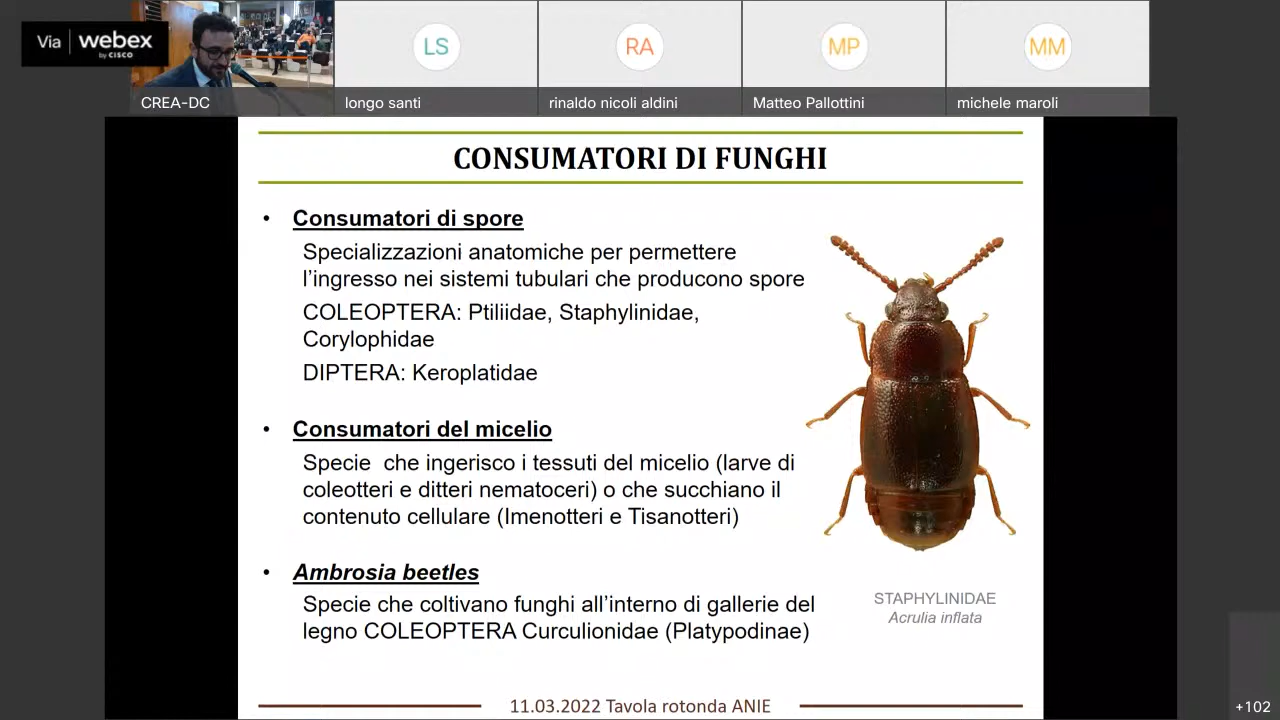 Via webex
by CISCO
LS
RA
MP
MM
CREA-DC
longo santi
rinaldo nicoli aldini
Matteo Pallottini
michele maroli
CONSUMATORI DI FUNGHI
• Consumatori di spore
Specializzazioni anatomiche per permettere
l’ingresso nei sistemi tubulari che producono spore
COLEOPTERA: Ptiliidae, Staphylinidae,
Corylophidae
DIPTERA: Keroplatidae
• Consumatori del micelio
Specie che ingerisco i tessuti del micelio (larve di
coleotteri e ditteri nematoceri) o che succhiano il
contenuto cellulare (Imenotteri e Tisanotteri)
• Ambrosia beetles
Specie che coltivano funghi all’interno di gallerie del
legno COLEOPTERA Curculionidae (Platypodinae)
STAPHYLINIDAE
Acrulia inflata
11.03.2022 Tavola rotonda ANIE
+102